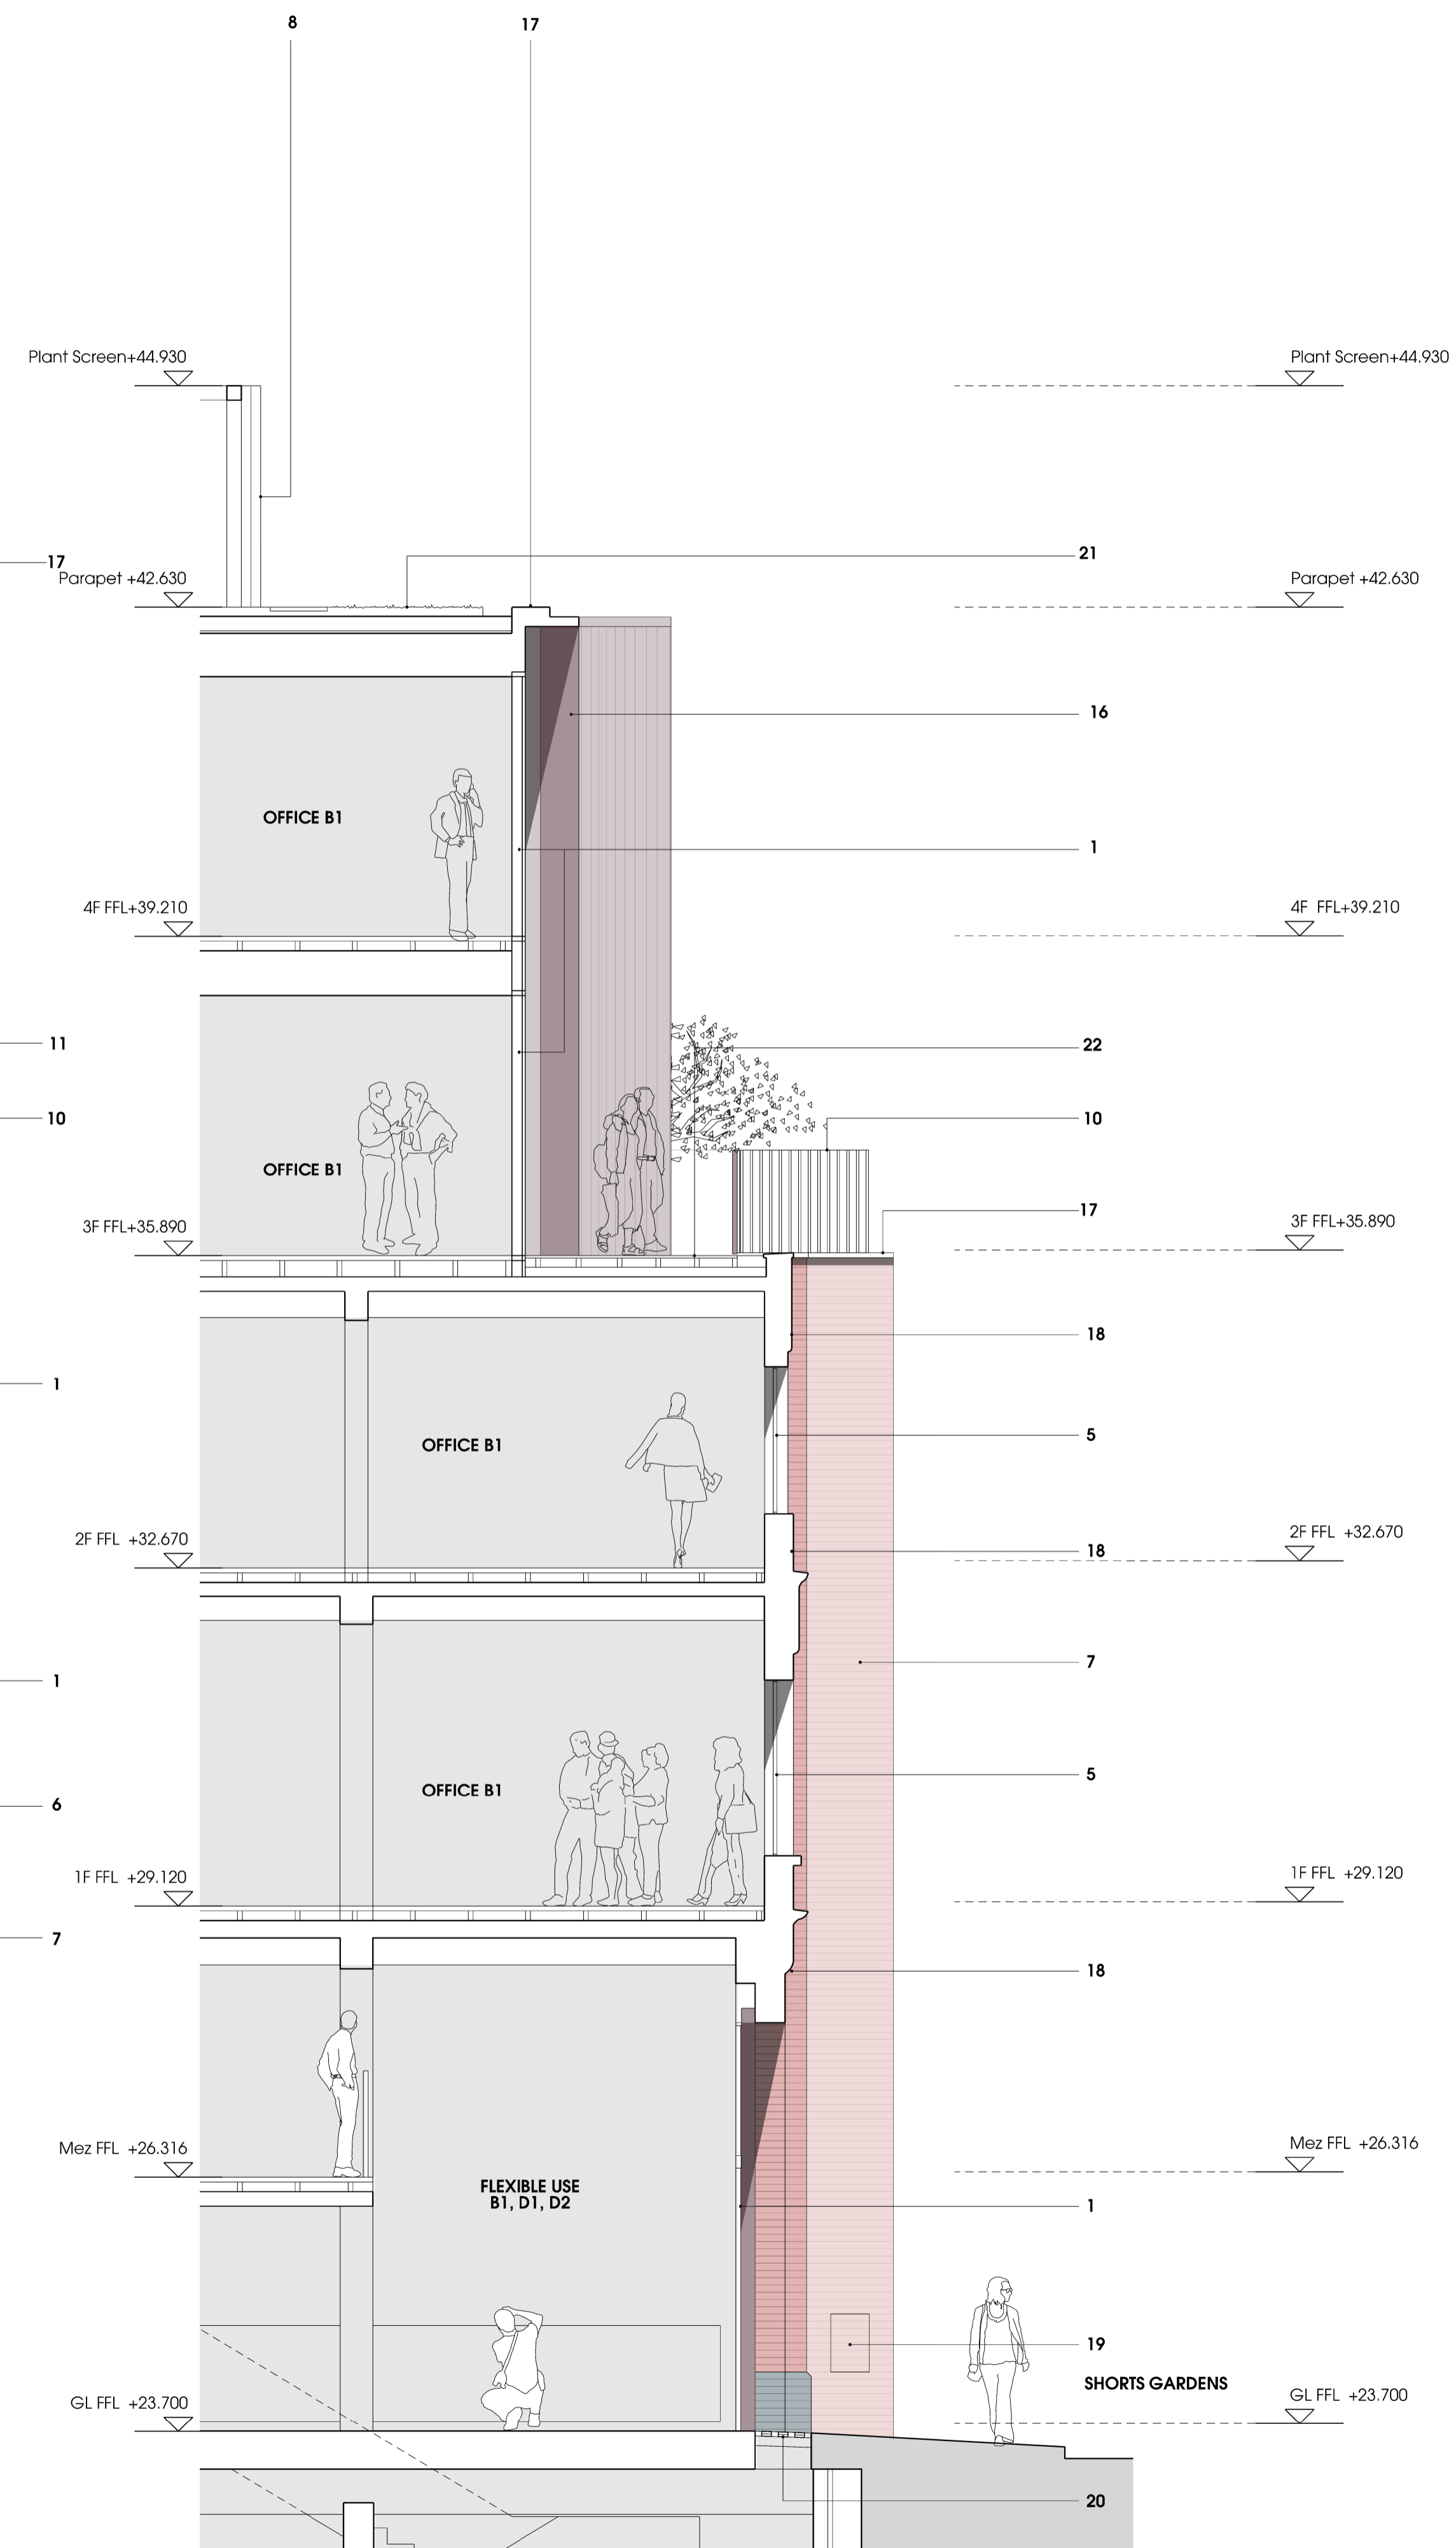 8
17
Plant Screen+44.930
Plant Screen+44.930
17
21
Parapet +42.630
Parapet +42.630
16
OFFICE B1
1
4F FFL+39.210
4F FFL+39.210
11
22
10
10
OFFICE B1
17
3F FFL+35.890
3F FFL+35.890
18
1
5
OFFICE B1
2F FFL +32.670
2F FFL +32.670
18
7
1
5
OFFICE B1
6
1F FFL +29.120
1F FFL +29.120
7
18
Mez FFL +26.316
Mez FFL +26.316
FLEXIBLE USE
B1, D1, D2
1
19
SHORTS GARDENS
GL FFL +23.700
GL FFL +23.700
20